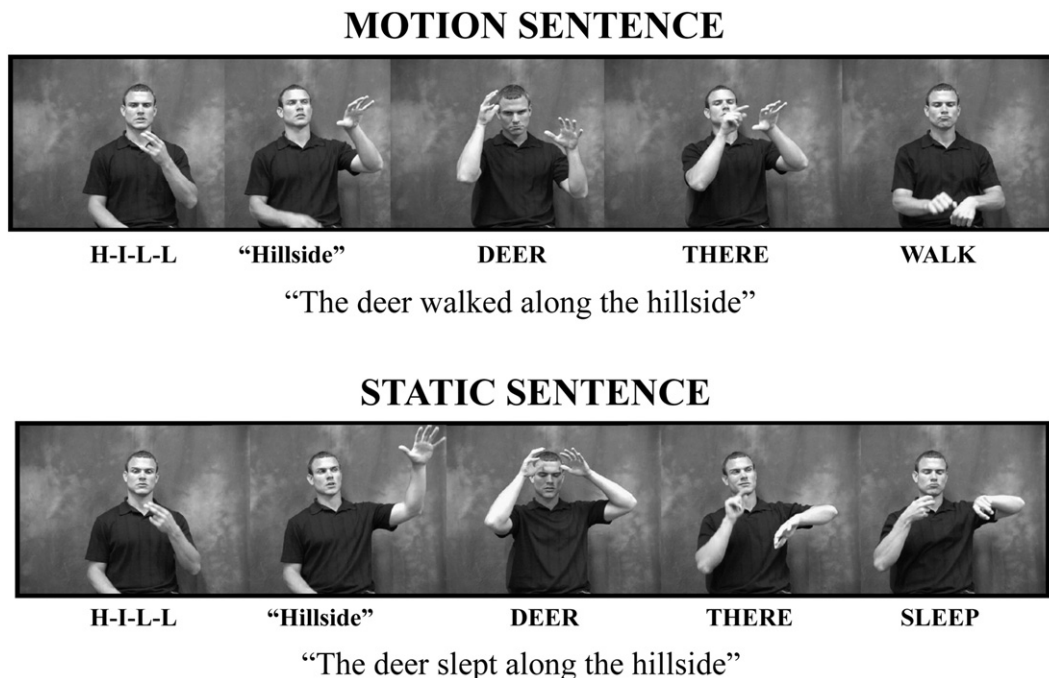 MOTION SENTENCE
H-I-L-L “Hillside” DEER THERE WALK
“The deer walked along the hillside”
STATIC SENTENCE
H-I-L-L “Hillside” DEER THERE SLEEP
“The deer slept along the hillside”